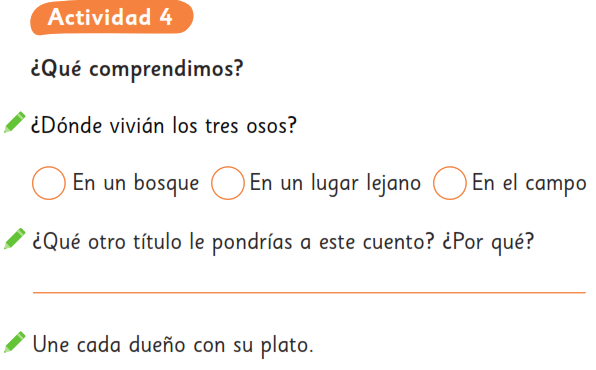 Actividad 4
¿Qué comprendimos?
¿Dónde vivián los tres osos?
En un bosque En un lugar lejano En el campo
¿Qué otro título le pondrías a este cuento? ¿Por qué?
Une cada dueño con su plato.